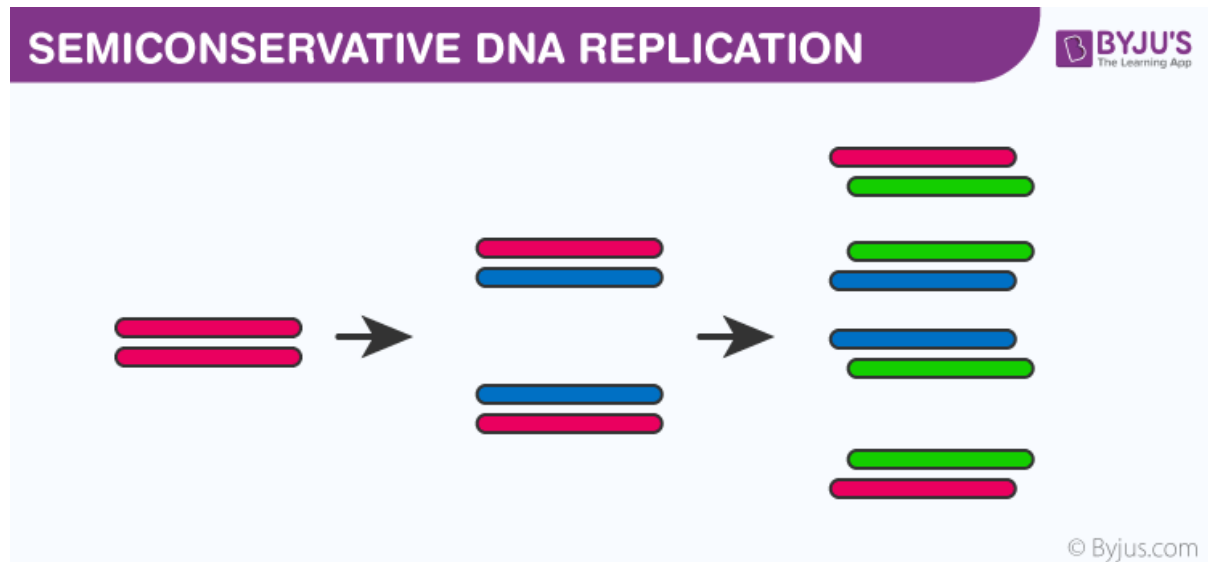 SEMICONSERVATIVE DNA REPLICATION
BYJU'S
The Learning App
© Byjus.com